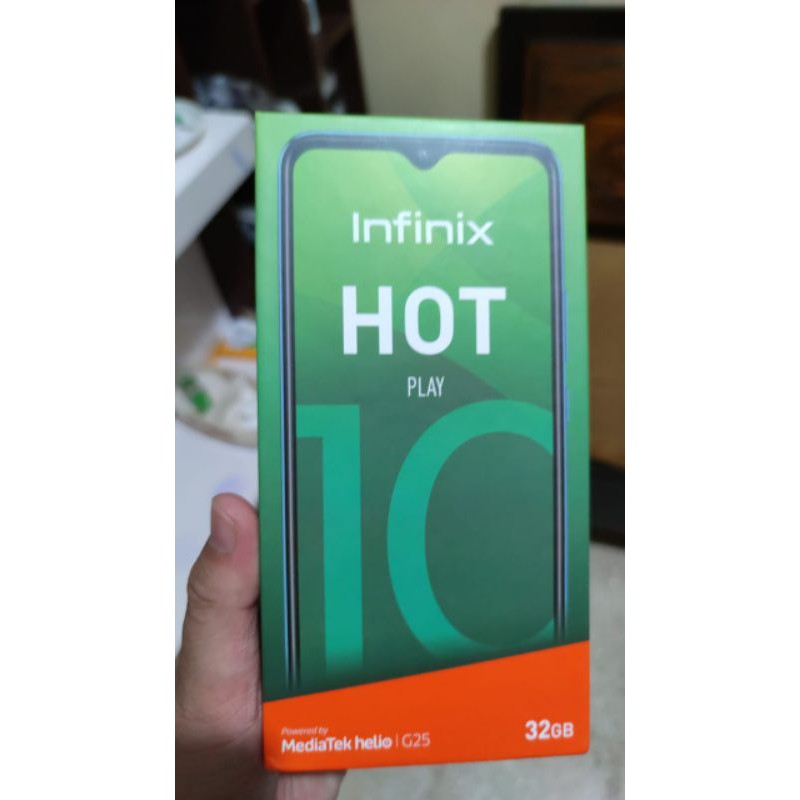 Infinix
HOT
PLAY
10
Powered by
MediaTek helio | G25
32GB